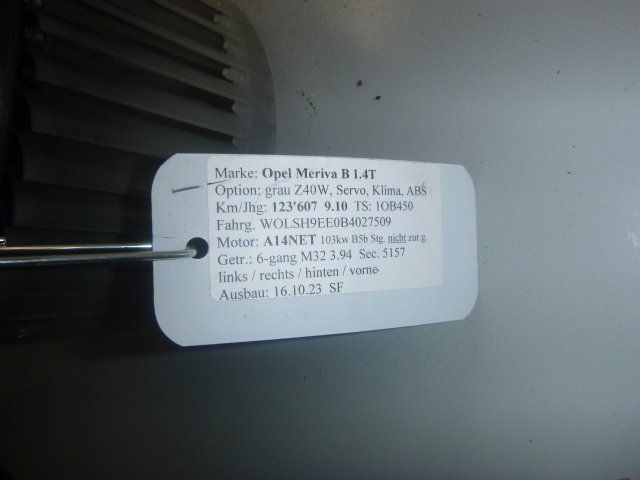 Marke: Opel Meriva B 1.4T
Option: grau Z40W, Servo, Klima, ABS
Km/Jhg: 123'607 9.10 TS: 1OB450
Fahrg. WOLSH9EE0B4027509
Motor: A14NET 103kw B5b Stg. nicht zur.g.
Getr.: 6-gang M32 3.94 Sec. 5157
links / rechts / hinten / vorne
Ausbau: 16.10.23 SF